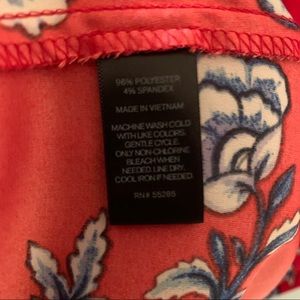 96% POLYESTER
4% SPANDEX
MADE IN VIETNAM
MACHINE WASH COLD
WITH LIKE COLORS.
GENTLE CYCLE.
ONLY NON-CHLORINE
BLEACH WHEN
NEEDED. LINE DRY.
COOL IRON IF NEEDED.
RN# 55285